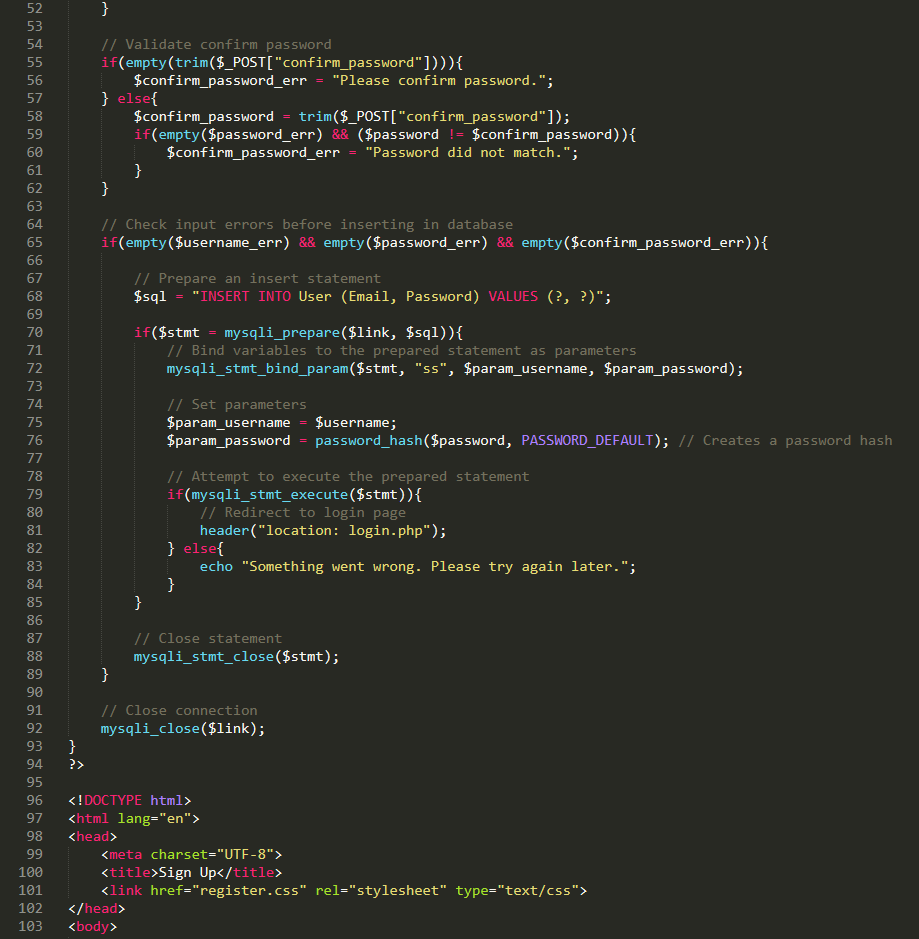 52 }
53
54 // Validate confirm password
55 if(empty(trim($_POST["confirm_password"]))){
56 $confirm_password_err = "Please confirm password.";
57 } else{
58 $confirm_password = trim($_POST["confirm_password"]);
59 if(empty($password_err) && ($password != $confirm_password)){
60 $confirm_password_err = "Password did not match.";
61 }
62 }
63
64 // Check input errors before inserting in database
65 if(empty($username_err) && empty($password_err) && empty($confirm_password_err)){
66
67 // Prepare an insert statement
68 $sql = "INSERT INTO User (Email, Password) VALUES (?, ?)";
69
70 if($stmt = mysqli_prepare($link, $sql)){
71 // Bind variables to the prepared statement as parameters
72 mysqli_stmt_bind_param($stmt, "ss", $param_username, $param_password);
73
74 // Set parameters
75 $param_username = $username;
76 $param_password = password_hash($password, PASSWORD_DEFAULT); // Creates a password hash
77
78 // Attempt to execute the prepared statement
79 if(mysqli_stmt_execute($stmt)){
80 // Redirect to login page
81 header("location: login.php");
82 } else{
83 echo "Something went wrong. Please try again later.";
84 }
85 }
86
87 // Close statement
88 mysqli_stmt_close($stmt);
89 }
90
91 // Close connection
92 mysqli_close($link);
93 }
94 ?>
95
96 <!DOCTYPE html>
97 <html lang="en">
98 <head>
99 <meta charset="UTF-8">
100 <title>Sign Up</title>
101 <link href="register.css" rel="stylesheet" type="text/css">
102 </head>
103 <body>